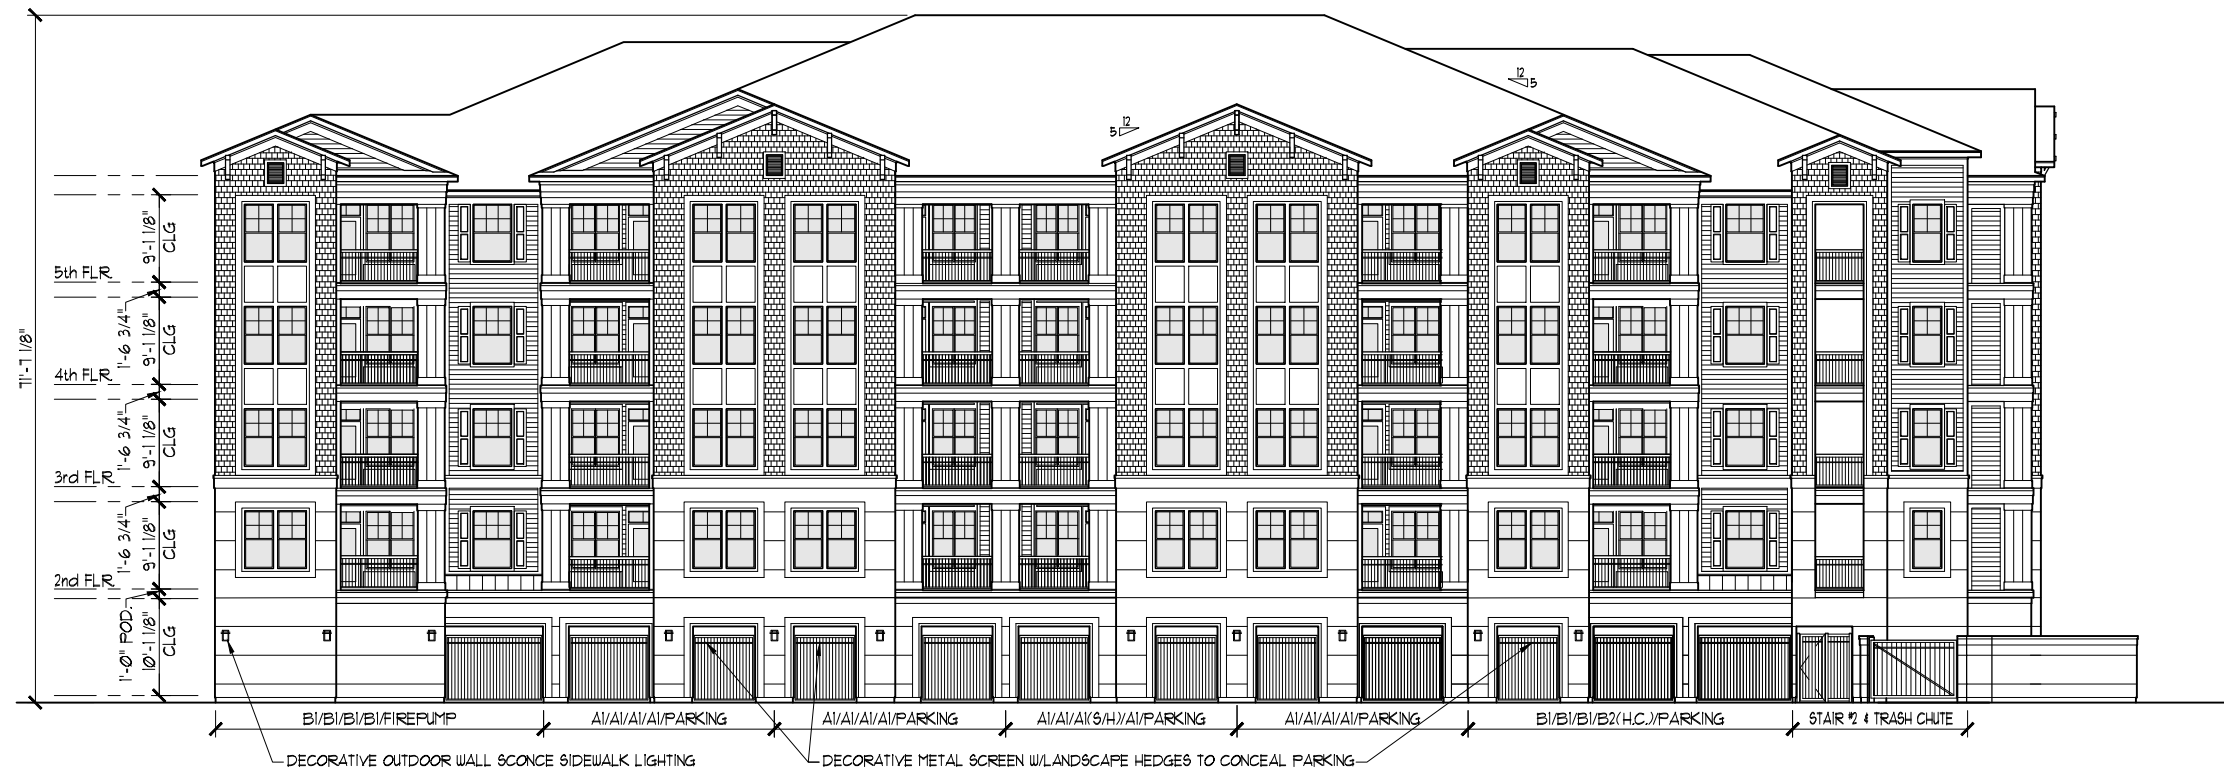 12
5
12
5
71'-7 1/8"
9'-1 1/8"
CLG
5th FLR.
1'-6 3/4"
9'-1 1/8"
CLG
4th FLR.
1'-6 3/4"
9'-1 1/8"
CLG
3rd FLR.
1'-6 3/4"
9'-1 1/8"
CLG
2nd FLR.
1'-0" POD.
10'-1 1/8"
CLG
B1/B1/B1/B1/FIREPUMP
A1/A1/A1/A1/PARKING
A1/A1/A1/A1/PARKING
A1/A1/A1(S/H)/A1/PARKING
A1/A1/A1/A1/PARKING
B1/B1/B1/B2(H.C.)/PARKING
STAIR #2 & TRASH CHUTE
DECORATIVE OUTDOOR WALL SCONCE SIDEWALK LIGHTING
DECORATIVE METAL SCREEN W/LANDSCAPE HEDGES TO CONCEAL PARKING